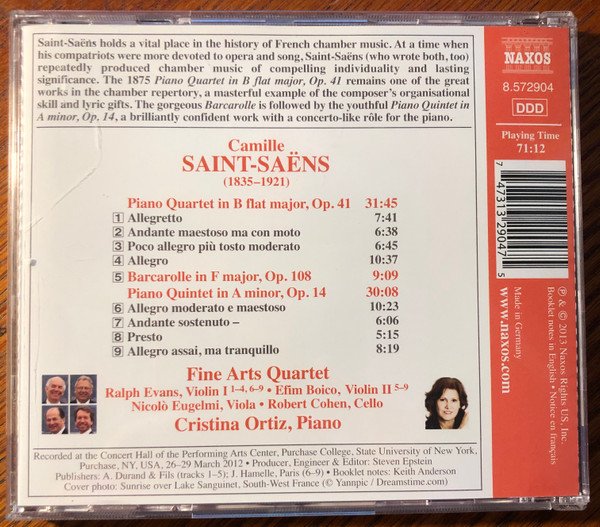 Saint-Saëns holds a vital place in the history of French chamber music. At a time when
his compatriots were more devoted to opera and song, Saint-Saëns (who wrote both, too)
repeatedly produced chamber music of compelling individuality and lasting
significance. The 1875 Piano Quartet in B flat major, Op. 41 remains one of the great
works in the chamber repertory, a masterful example of the composer's organisational
skill and lyric gifts. The gorgeous Barcarolle is followed by the youthful Piano Quintet in
A minor, Op. 14, a brilliantly confident work with a concerto-like rôle for the piano.
Camille
SAINT-SAËNS
(1835–1921)
Piano Quartet in B flat major, Op. 41 31:45
1 Allegretto 7:41
2 Andante maestoso ma con moto 6:38
3 Poco allegro più tosto moderato 6:45
4 Allegro 10:37
5 Barcarolle in F major, Op. 108 9:09
Piano Quintet in A minor, Op. 14 30:08
6 Allegro moderato e maestoso 10:23
7 Andante sostenuto – 6:06
8 Presto 5:15
9 Allegro assai, ma tranquillo 8:19
Fine Arts Quartet
Ralph Evans, Violin I 1–4, 6–9 • Efim Boico, Violin II 5–9
Nicolò Eugelmi, Viola • Robert Cohen, Cello
Cristina Ortiz, Piano
Recorded at the Concert Hall of the Performing Arts Center, Purchase College, State University of New York,
Purchase, NY, USA, 26–29 March 2012 • Producer, Engineer & Editor: Steven Epstein
Publishers: A. Durand & Fils (tracks 1–5); J. Hamelle, Paris (6–9) • Booklet notes: Keith Anderson
Cover photo: Sunrise over Lake Sanguinet, South-West France (© Yannpic / Dreamstime.com)
NAXOS
8.572904
DDD
Playing Time
71:12
7 47313 29047 5
℗ & © 2013 Naxos Rights US, Inc.
Booklet notes in English • Notice en français
Made in Germany
www.naxos.com